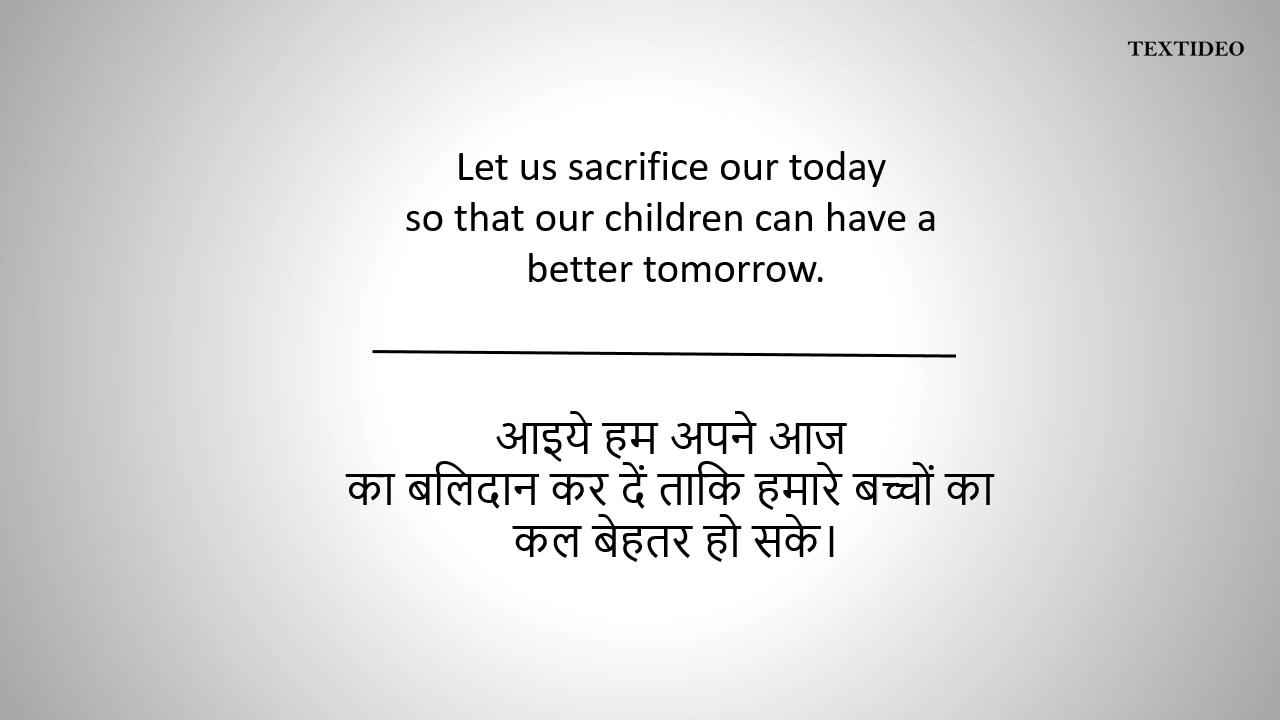 TEXTIDEO
Let us sacrifice our today
so that our children can have a
better tomorrow.
आइये हम अपने आज
का बलिदान कर दें ताकि हमारे बच्चों का
कल बेहतर हो सके।